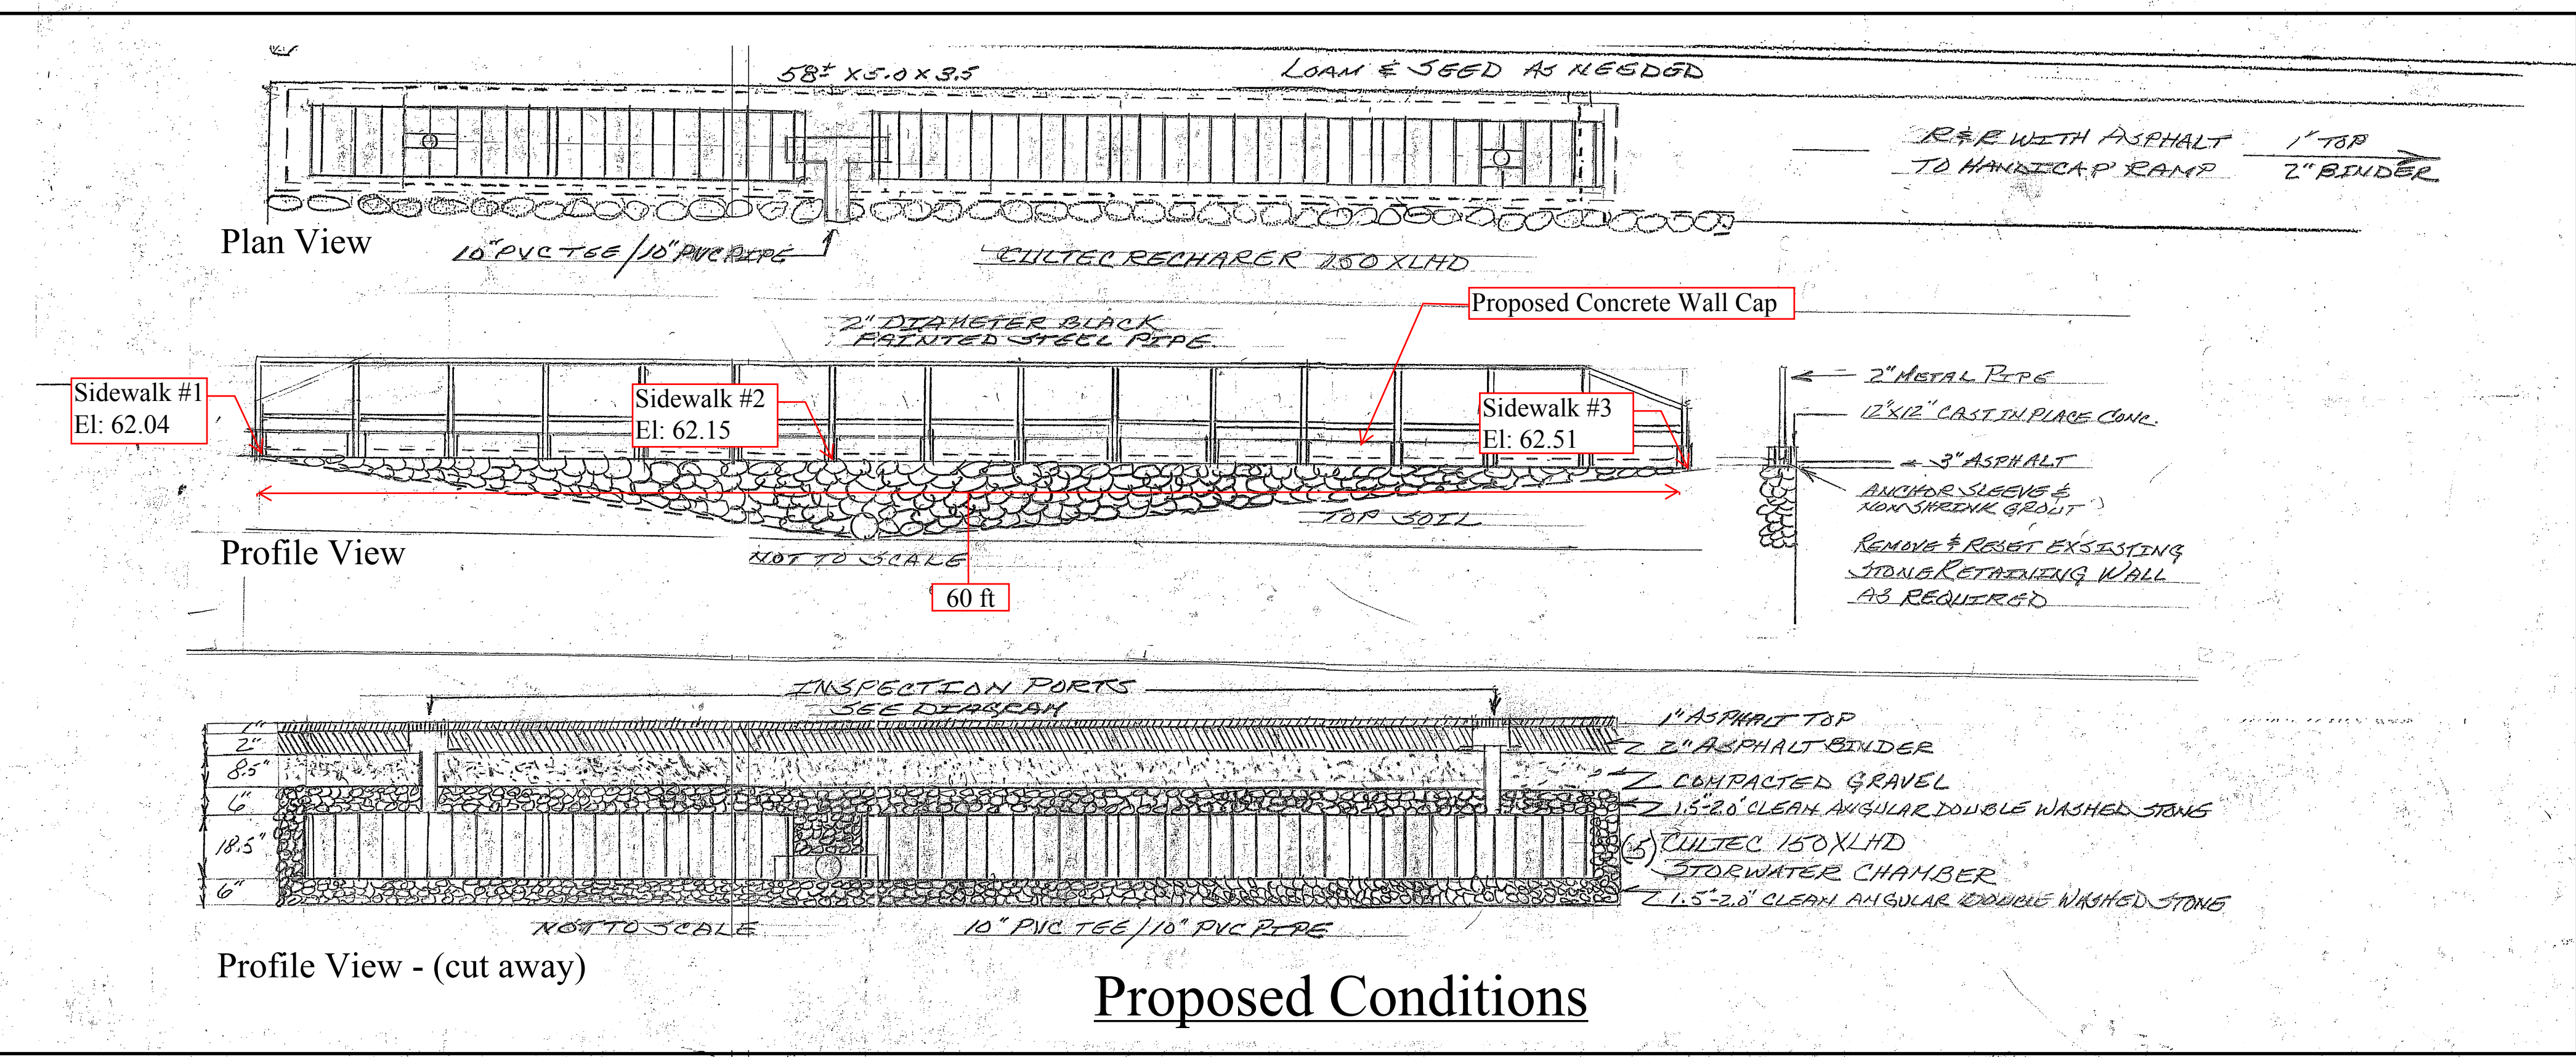 58± X 5.0 X 3.5
LOAM & SEED AS NEEDED
R&R WITH ASPHALT
TO HANDICAP RAMP
1" TOP
2" BINDER
Plan View
10" PVC TEE/10" PVC PIPE
CULTEC RECHARER 150 XLHD
Proposed Concrete Wall Cap
2" DIAMETER BLACK
PAINTED STEEL PIPE
Sidewalk #1
El: 62.04
Sidewalk #2
El: 62.15
Sidewalk #3
El: 62.51
2" METAL PIPE
12"X12" CAST IN PLACE CONC.
3" ASPHALT
ANCHOR SLEEVE &
NON SHRINK GROUT
REMOVE & RESET EXSISTING
STONE RETAINING WALL
AS REQUIRED
TOP SOIL
Profile View
NOT TO SCALE
60 ft
INSPECTION PORTS
SEE DIAGRAM
1"
2"
8.5"
6"
18.5"
6"
1" ASPHALT TOP
2" ASPHALT BINDER
COMPACTED GRAVEL
1.5"-2.0" CLEAN ANGULAR DOUBLE WASHED STONE
(5) CULTEC 150 XLHD
STORWATER CHAMBER
1.5"-2.0" CLEAN ANGULAR DOUBLE WASHED STONE
NOT TO SCALE
10" PVC TEE/10" PVC PIPE
Profile View - (cut away)
Proposed Conditions